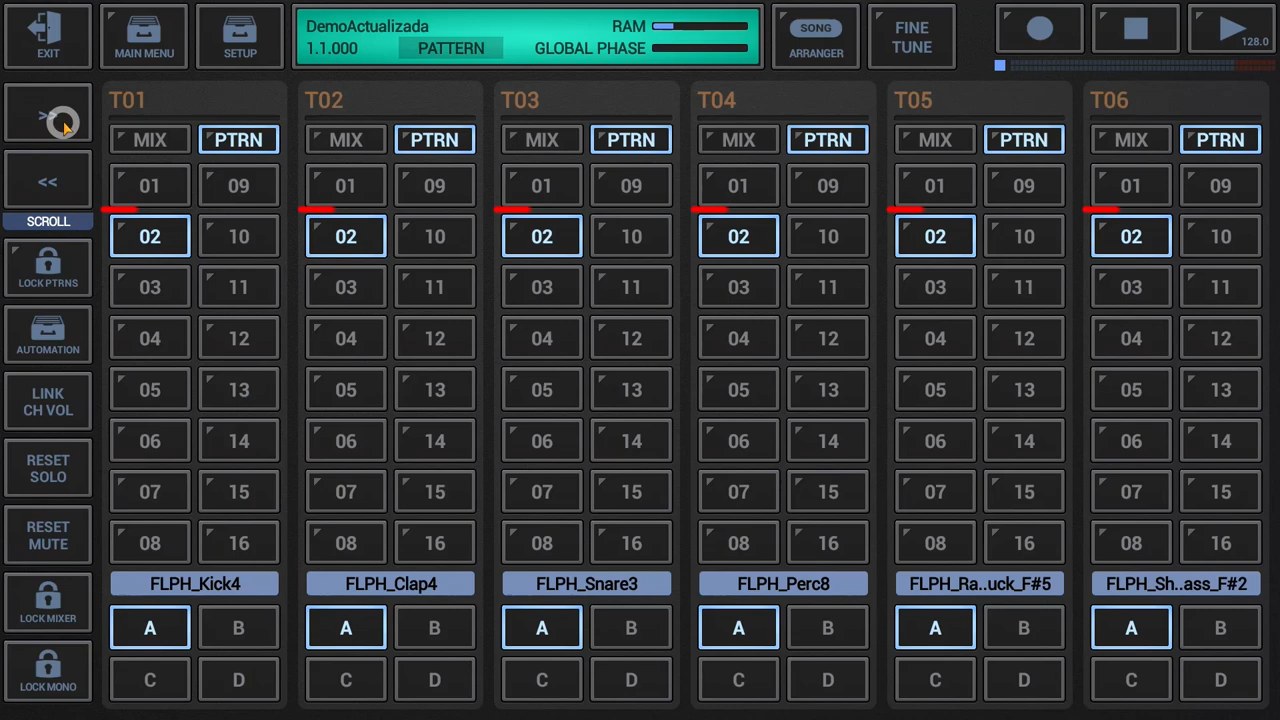 EXIT
MAIN MENU
SETUP
DemoActualizada RAM
1.1.000 PATTERN GLOBAL PHASE
SONG
ARRANGER
FINE
TUNE
128.0
>>
<<
SCROLL
LOCK PTRNS
AUTOMATION
LINK
CH VOL
RESET
SOLO
RESET
MUTE
LOCK MIXER
LOCK MONO
T01 T02 T03 T04 T05 T06
MIX PTRN MIX PTRN MIX PTRN MIX PTRN MIX PTRN MIX PTRN
01 09 01 09 01 09 01 09 01 09 01 09
02 10 02 10 02 10 02 10 02 10 02 10
03 11 03 11 03 11 03 11 03 11 03 11
04 12 04 12 04 12 04 12 04 12 04 12
05 13 05 13 05 13 05 13 05 13 05 13
06 14 06 14 06 14 06 14 06 14 06 14
07 15 07 15 07 15 07 15 07 15 07 15
08 16 08 16 08 16 08 16 08 16 08 16
FLPH_Kick4 FLPH_Clap4 FLPH_Snare3 FLPH_Perc8 FLPH_Ra..uck_F#5 FLPH_Sh..ass_F#2
A B A B A B A B A B A B
C D C D C D C D C D C D